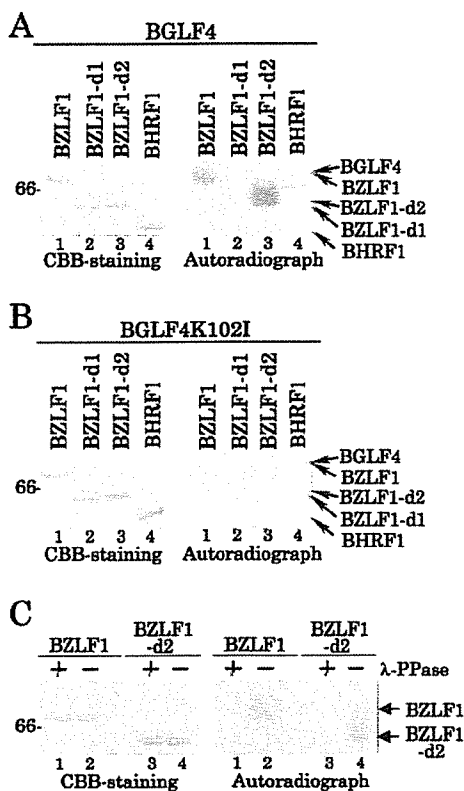 A
BGLF4
BZLF1
BZLF1-d1
BZLF1-d2
BHRF1
BZLF1
BZLF1-d1
BZLF1-d2
BHRF1
66-
BGLF4
BZLF1
BZLF1-d2
BZLF1-d1
BHRF1
1 2 3 4 1 2 3 4
CBB-staining Autoradiograph
B
BGLF4K102I
BZLF1
BZLF1-d1
BZLF1-d2
BHRF1
BZLF1
BZLF1-d1
BZLF1-d2
BHRF1
66-
BGLF4
BZLF1
BZLF1-d2
BZLF1-d1
BHRF1
1 2 3 4 1 2 3 4
CBB-staining Autoradiograph
C
BZLF1 BZLF1-d2 BZLF1 BZLF1-d2
+ - + - + - + - λ-PPase
66-
BZLF1
BZLF1
-d2
1 2 3 4 1 2 3 4
CBB-staining Autoradiograph